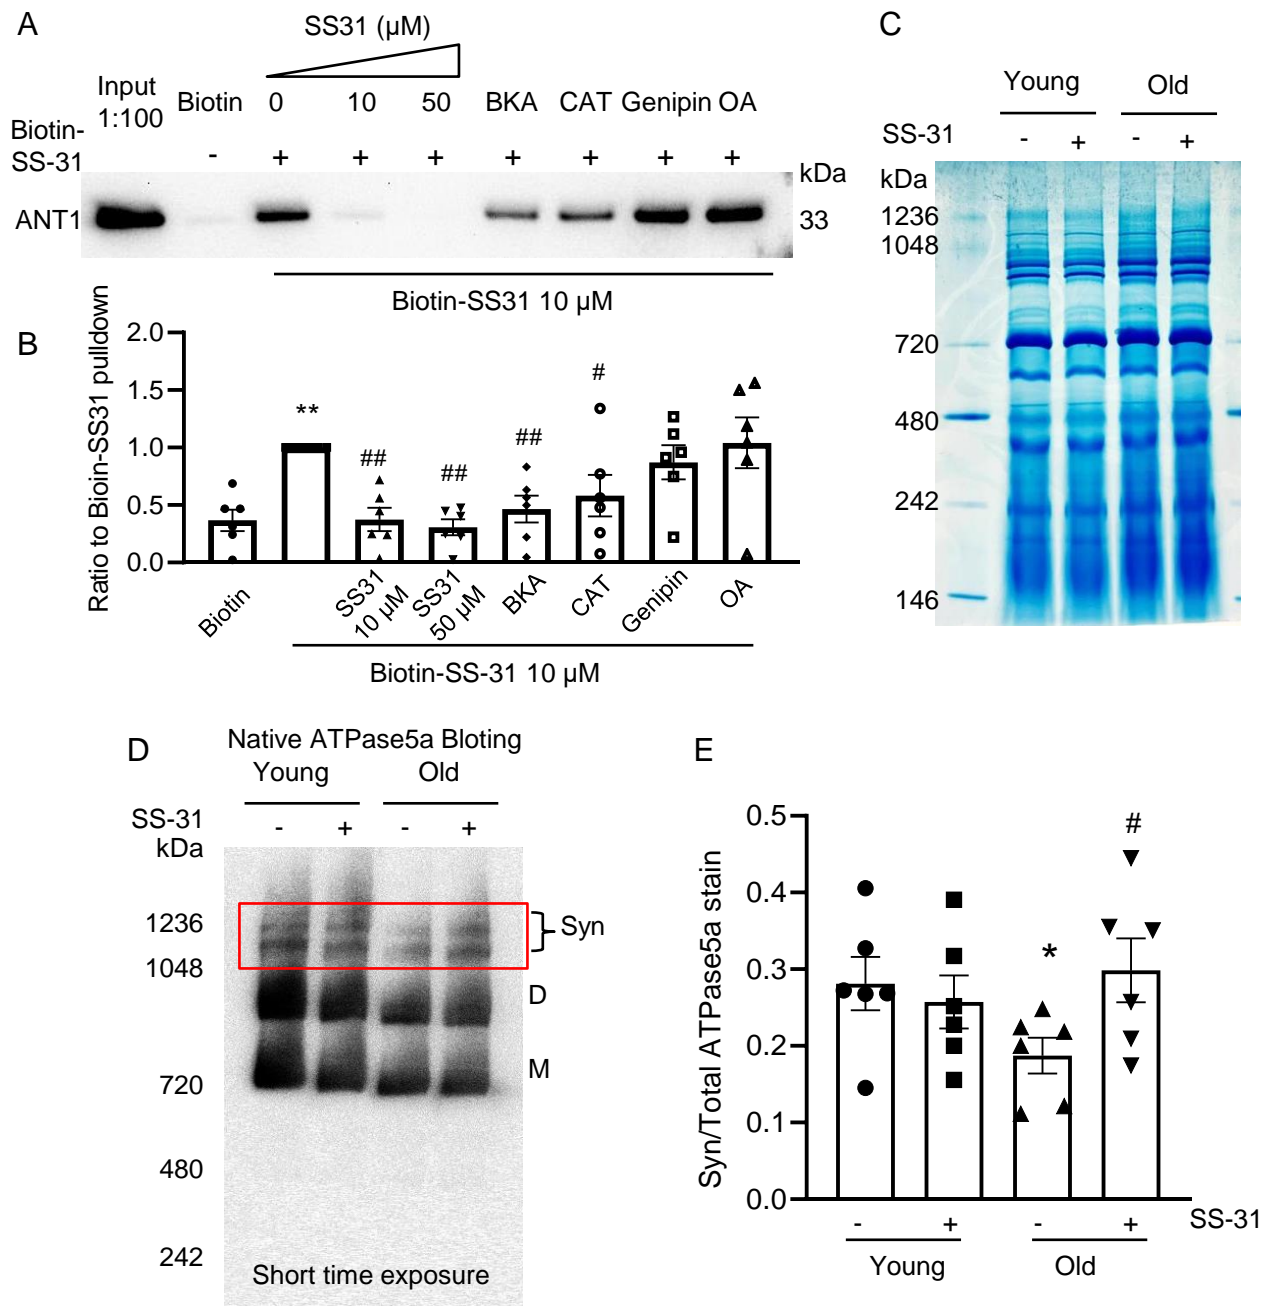 A
SS31 (μM)
Input
1:100
Biotin
0
10
50
BKA
CAT
Genipin
OA
Biotin-
SS-31
-
+
+
+
+
+
+
+
kDa
ANT1
33
Biotin-SS31 10 μM
B
Ratio to Bioin-SS31 pulldown
2.0
1.5
1.0
0.5
0.0
**
##
##
##
#
Biotin
SS31
10 μM
SS31
50 μM
BKA
CAT
Genipin
OA
Biotin-SS-31 10 μM
C
Young
Old
SS-31
-
+
-
+
kDa
1236
1048
720
480
242
146
D
Native ATPase5a Bloting
Young
Old
SS-31
-
+
-
+
kDa
1236
1048
720
480
242
Syn
D
M
Short time exposure
E
Syn/Total ATPase5a stain
0.5
0.4
0.3
0.2
0.1
0.0
*
#
-
+
-
+
SS-31
Young
Old